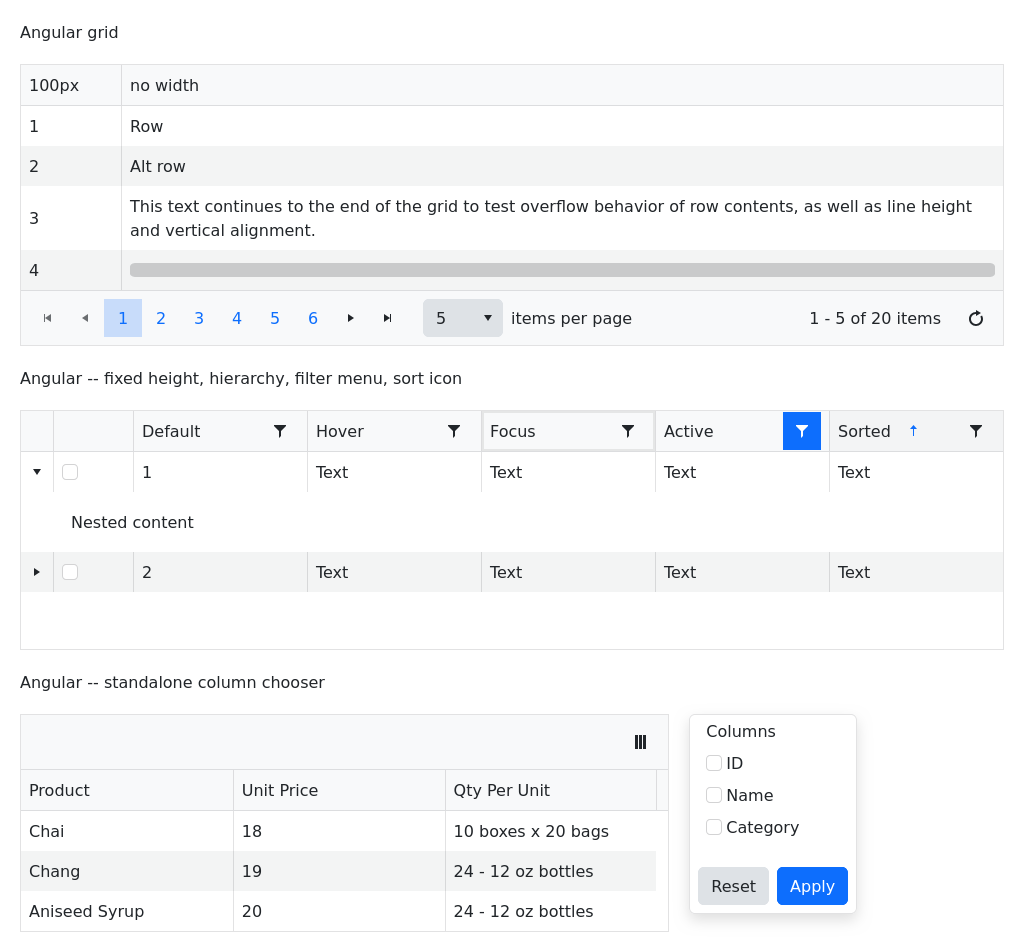 Angular grid
100px no width
1 Row
2 Alt row
3 This text continues to the end of the grid to test overflow behavior of row contents, as well as line height
and vertical alignment.
4
1 2 3 4 5 6 5 items per page 1 - 5 of 20 items
Angular -- fixed height, hierarchy, filter menu, sort icon
Default Hover Focus Active Sorted
1 Text Text Text Text
Nested content
2 Text Text Text Text
Angular -- standalone column chooser
Product Unit Price Qty Per Unit
Chai 18 10 boxes x 20 bags
Chang 19 24 - 12 oz bottles
Aniseed Syrup 20 24 - 12 oz bottles
Columns
ID
Name
Category
Reset Apply